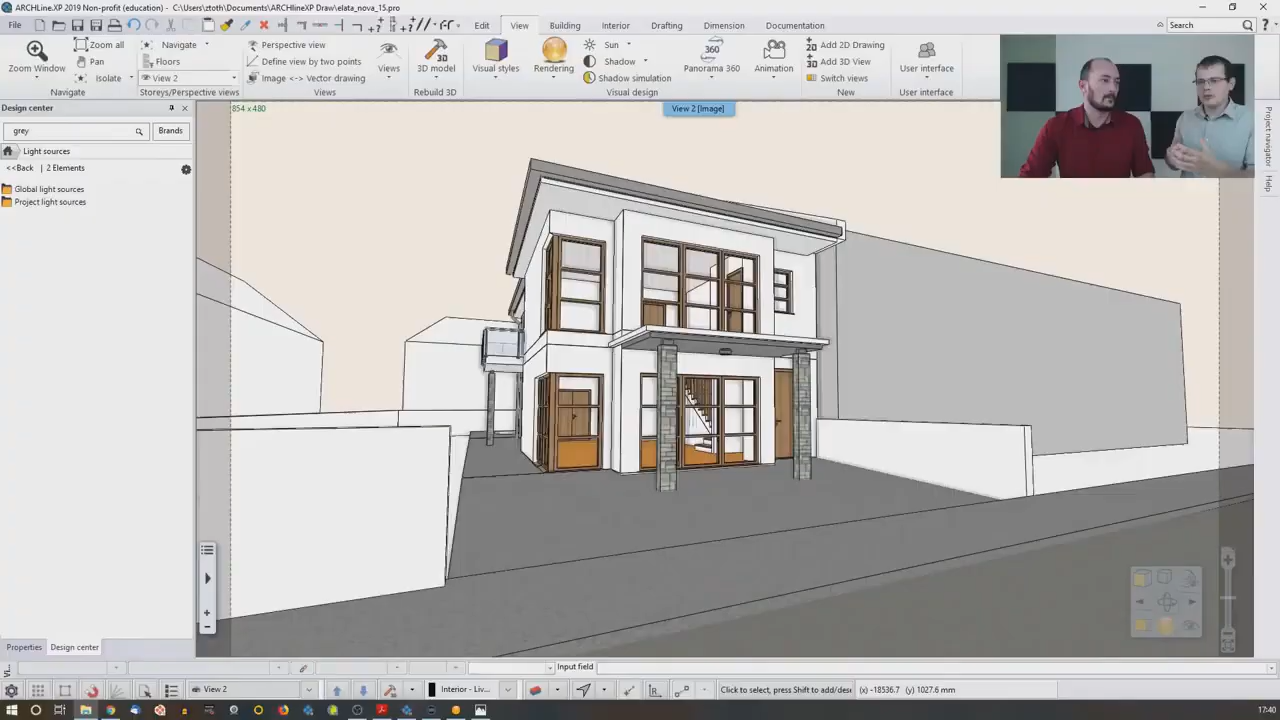 ARCHLine.XP 2019 Non-profit (education) - C:\Users\ztoth\Documents\ARCHlineXP Draw\elata_nova_15.pro
File
Edit
View
Building
Interior
Drafting
Dimension
Documentation
Search
Zoom Window
Zoom all
Pan
Isolate
Navigate
Navigate
Floors
View 2
Storeys/Perspective views
Perspective view
Define view by two points
Image <-> Vector drawing
Views
Views
3D model
Rebuild 3D
Visual styles
Rendering
Sun
Shadow
Shadow simulation
Panorama 360
Visual design
Animation
Add 2D Drawing
Add 3D View
Switch views
New
User interface
User interface
Design center
grey
Brands
Light sources
<<Back | 2 Elements
Global light sources
Project light sources
854 x 480
View 2 [Image]
Project navigator
Help
Properties
Design center
Input field
View 2
Interior - Liv...
Click to select, press Shift to add/desc
(x) -18536.7 (y) 1027.6 mm
17:40